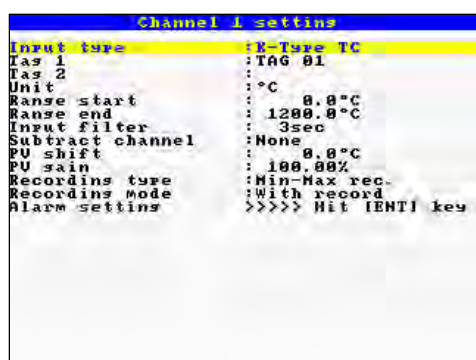 Channel 1 setting
Input type :K-Type TC
Tag 1 :TAG 01
Tag 2 :
Unit :°C
Range start : 0.0°C
Range end : 1200.0°C
Input filter : 3sec
Subtract channel :None
PV shift : 0.0°C
PV gain : 100.00%
Recording type :Min-Max rec.
Recording mode :With record
Alarm setting >>>>> Hit [ENT] key